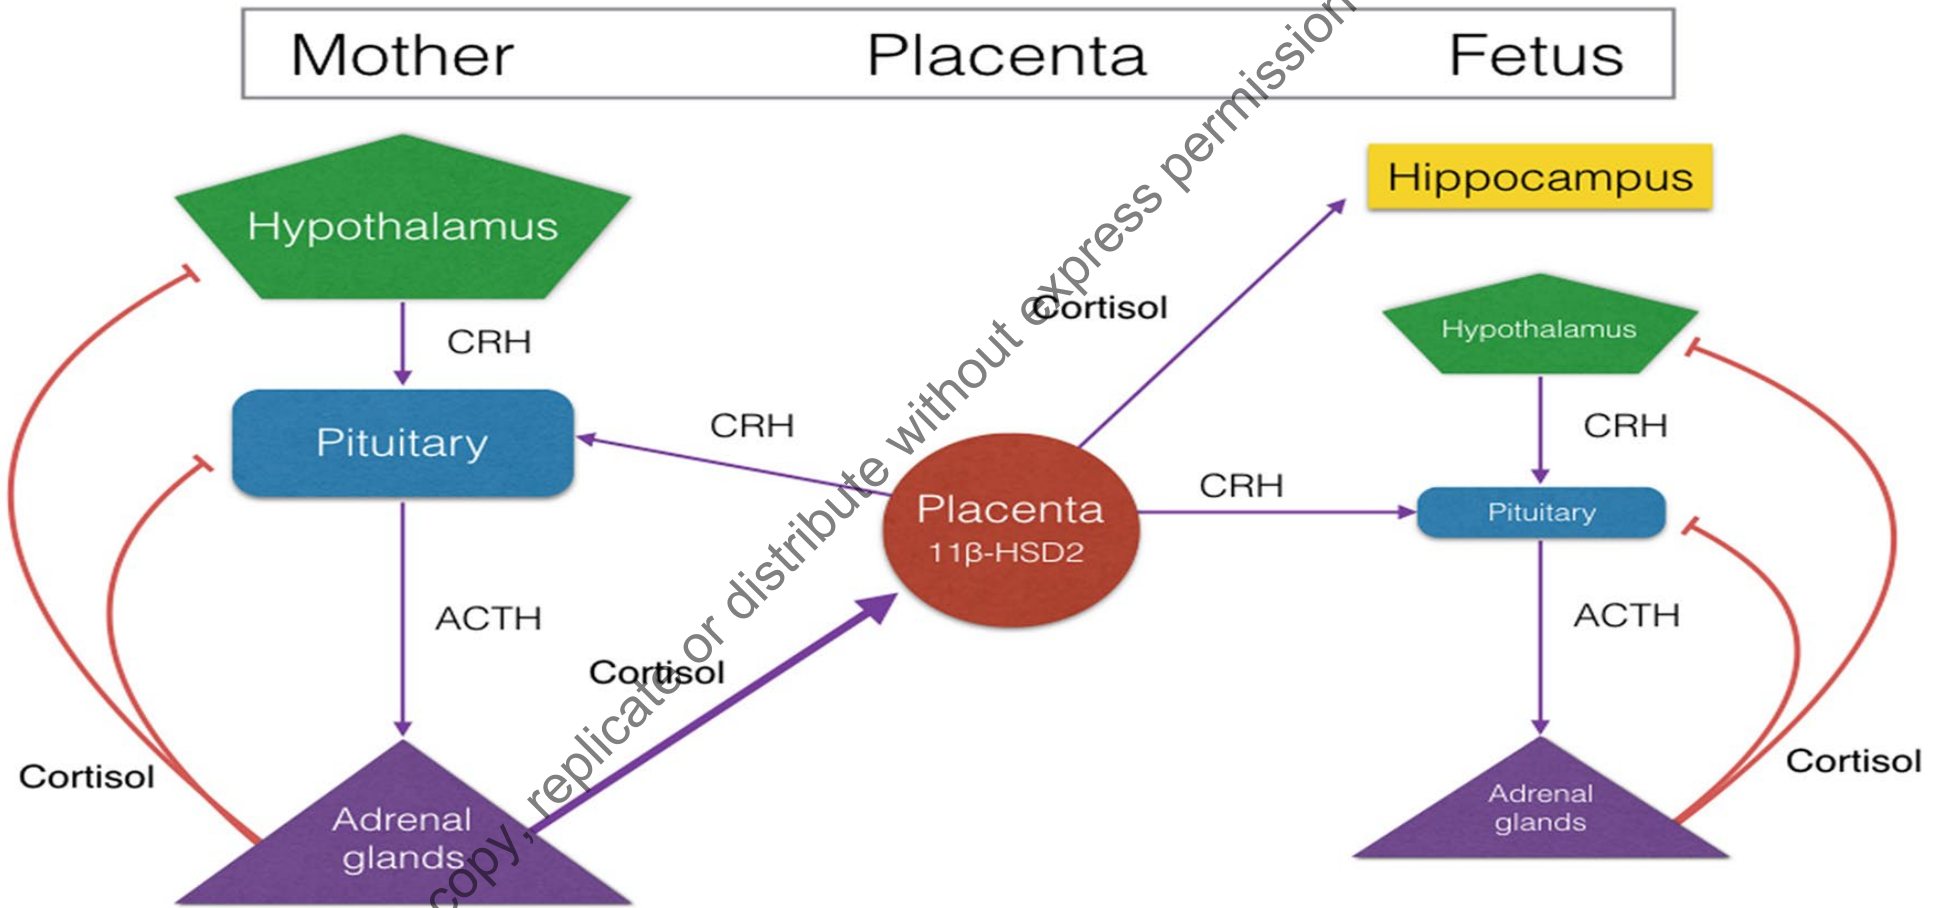 Mother Placenta Fetus
Hypothalamus
CRH
Pituitary
ACTH
Adrenal
glands
Cortisol
Cortisol
CRH
Placenta
11β-HSD2
Cortisol
CRH
Hippocampus
Hypothalamus
CRH
Pituitary
ACTH
Adrenal
glands
Cortisol
copy, replicate or distribute without express permission